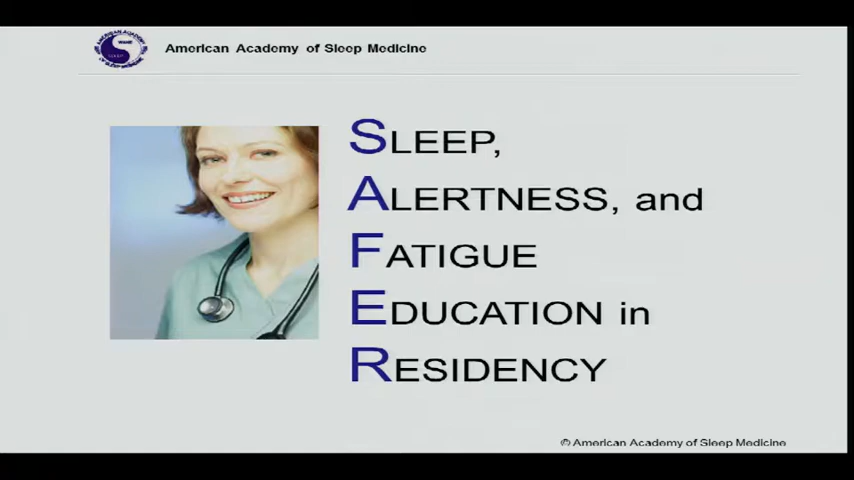 American Academy of Sleep Medicine
SLEEP,
ALERTNESS, and
FATIGUE
EDUCATION in
RESIDENCY
© American Academy of Sleep Medicine